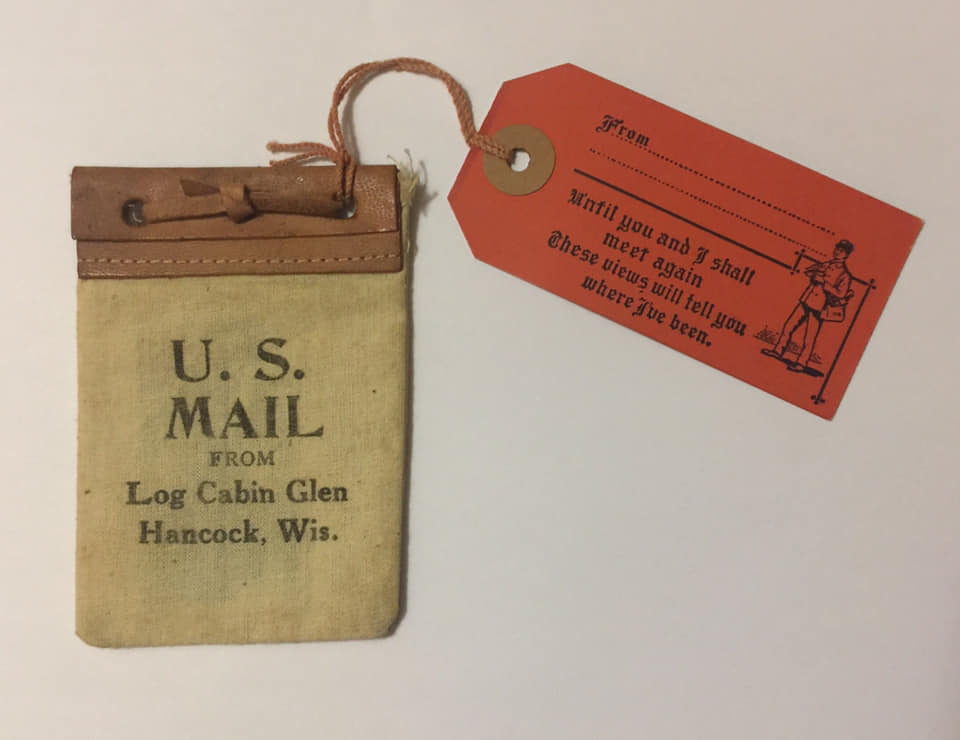 U. S.
MAIL
FROM
Log Cabin Glen
Hancock, Wis.
From
Until you and I shall
meet again
These views will tell you
where I've been.